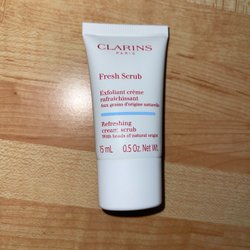 CLARINS
PARIS
Fresh Scrub
Exfoliant crème
rafraîchissant
Aux grains d'origine naturelle
Refreshing
cream scrub
With beads of natural origin
15 mL 0.5 Oz. Net Wt.